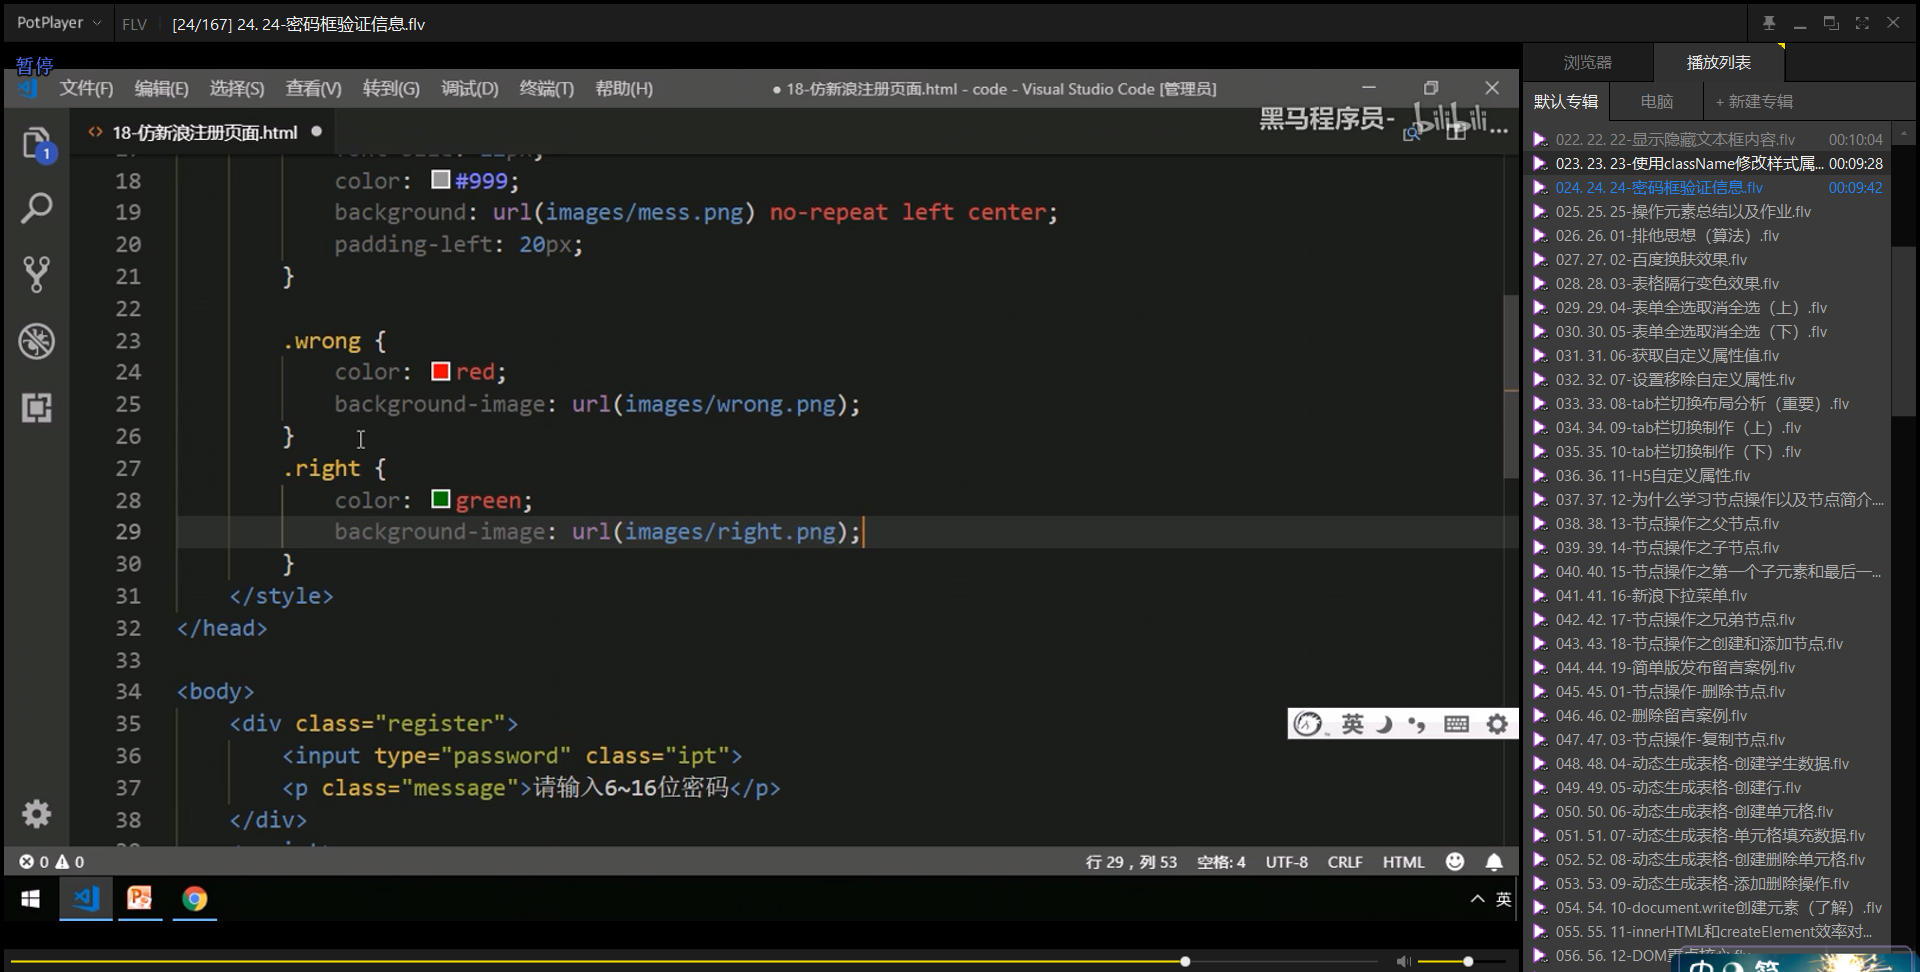 PotPlayer FLV [24/167] 24. 24-密码框验证信息.flv
暂停
文件(F) 编辑(E) 选择(S) 查看(V) 转到(G) 调试(D) 终端(T) 帮助(H) ● 18-仿新浪注册页面.html - code - Visual Studio Code [管理员]
<> 18-仿新浪注册页面.html ●
黑马程序员- bilibili
1
18 color: #999;
19 background: url(images/mess.png) no-repeat left center;
20 padding-left: 20px;
21 }
22
23 .wrong {
24 color: red;
25 background-image: url(images/wrong.png);
26 }
27 .right {
28 color: green;
29 background-image: url(images/right.png);
30 }
31 </style>
32 </head>
33
34 <body>
35 <div class="register">
36 <input type="password" class="ipt">
37 <p class="message">请输入6~16位密码</p>
38 </div>
英
0 0 行 29，列 53 空格: 4 UTF-8 CRLF HTML
英
浏览器 播放列表
默认专辑 电脑 + 新建专辑
022. 22. 22-显示隐藏文本框内容.flv 00:10:04
023. 23. 23-使用className修改样式属... 00:09:28
024. 24. 24-密码框验证信息.flv 00:09:42
025. 25. 25-操作元素总结以及作业.flv
026. 26. 01-排他思想（算法）.flv
027. 27. 02-百度换肤效果.flv
028. 28. 03-表格隔行变色效果.flv
029. 29. 04-表单全选取消全选（上）.flv
030. 30. 05-表单全选取消全选（下）.flv
031. 31. 06-获取自定义属性值.flv
032. 32. 07-设置移除自定义属性.flv
033. 33. 08-tab栏切换布局分析（重要）.flv
034. 34. 09-tab栏切换制作（上）.flv
035. 35. 10-tab栏切换制作（下）.flv
036. 36. 11-H5自定义属性.flv
037. 37. 12-为什么学习节点操作以及节点简介....
038. 38. 13-节点操作之父节点.flv
039. 39. 14-节点操作之子节点.flv
040. 40. 15-节点操作之第一个子元素和最后一...
041. 41. 16-新浪下拉菜单.flv
042. 42. 17-节点操作之兄弟节点.flv
043. 43. 18-节点操作之创建和添加节点.flv
044. 44. 19-简单版发布留言案例.flv
045. 45. 01-节点操作-删除节点.flv
046. 46. 02-删除留言案例.flv
047. 47. 03-节点操作-复制节点.flv
048. 48. 04-动态生成表格-创建学生数据.flv
049. 49. 05-动态生成表格-创建行.flv
050. 50. 06-动态生成表格-创建单元格.flv
051. 51. 07-动态生成表格-单元格填充数据.flv
052. 52. 08-动态生成表格-创建删除单元格.flv
053. 53. 09-动态生成表格-添加删除操作.flv
054. 54. 10-document.write创建元素（了解）.flv
055. 55. 11-innerHTML和createElement效率对...
056. 56. 12-DOM重点核心.flv